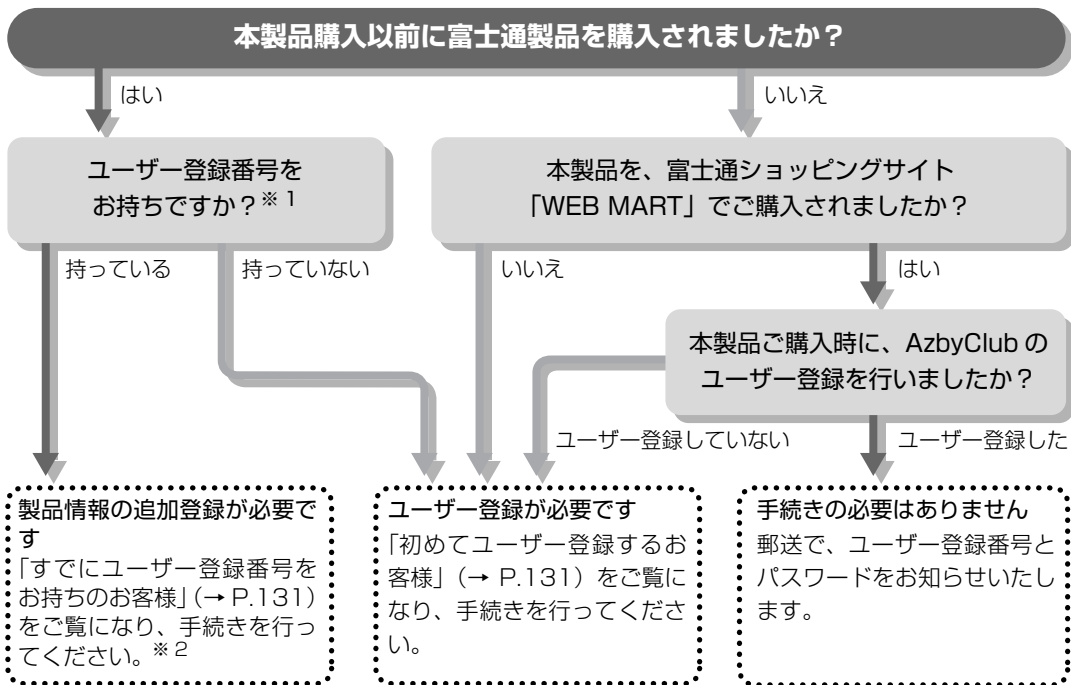 本製品購入以前に富士通製品を購入されましたか？
はい
いいえ
ユーザー登録番号を
お持ちですか？※1
本製品を、富士通ショッピングサイト
「WEB MART」でご購入されましたか？
持っている
持っていない
いいえ
はい
本製品ご購入時に、AzbyClub の
ユーザー登録を行いましたか？
ユーザー登録していない
ユーザー登録した
製品情報の追加登録が必要で
す
「すでにユーザー登録番号を
お持ちのお客様」（→ P.131）
をご覧になり、手続きを行っ
てください。※2
ユーザー登録が必要です
「初めてユーザー登録するお
客様」（→ P.131）をご覧に
なり、手続きを行ってくださ
い。
手続きの必要はありません
郵送で、ユーザー登録番号と
パスワードをお知らせいたし
ます。